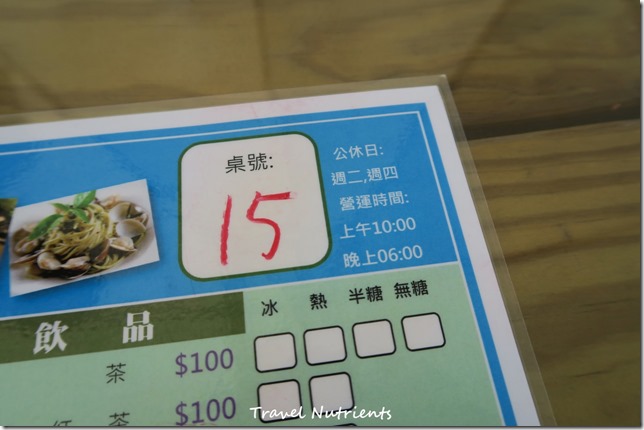 桌號:
15
公休日:
週二,週四
營運時間:
上午10:00
晚上06:00
飲品
冰 熱 半糖 無糖
茶 $100
茶 $100
Travel Nutrients